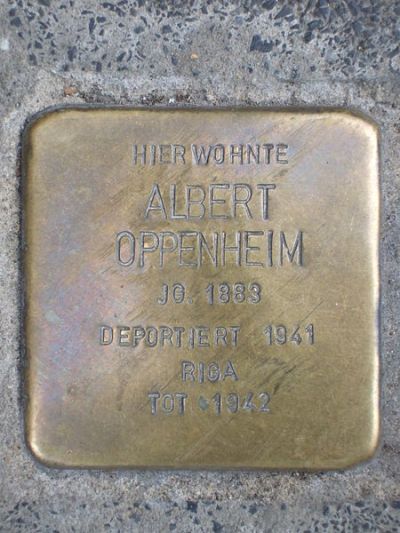 HIER WOHNTE
ALBERT
OPPENHEIM
JG. 1883
DEPORTIERT 1941
RIGA
TOT 1942